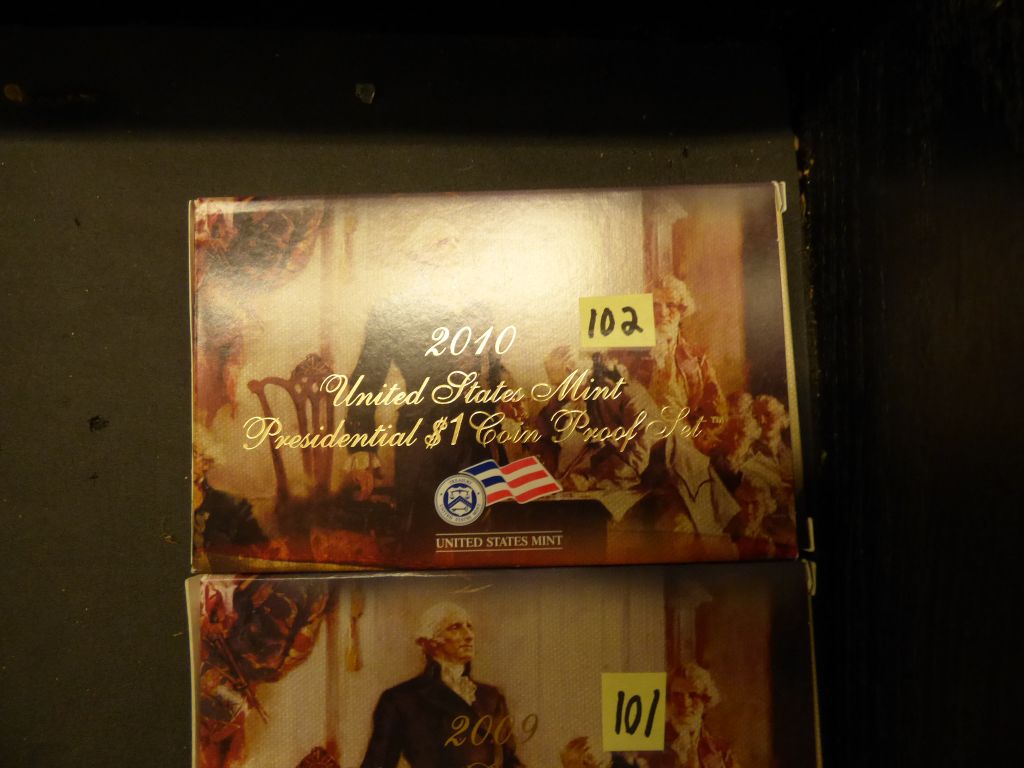 102
2010
United States Mint
Presidential $1 Coin Proof Set™
UNITED STATES MINT
101
2009